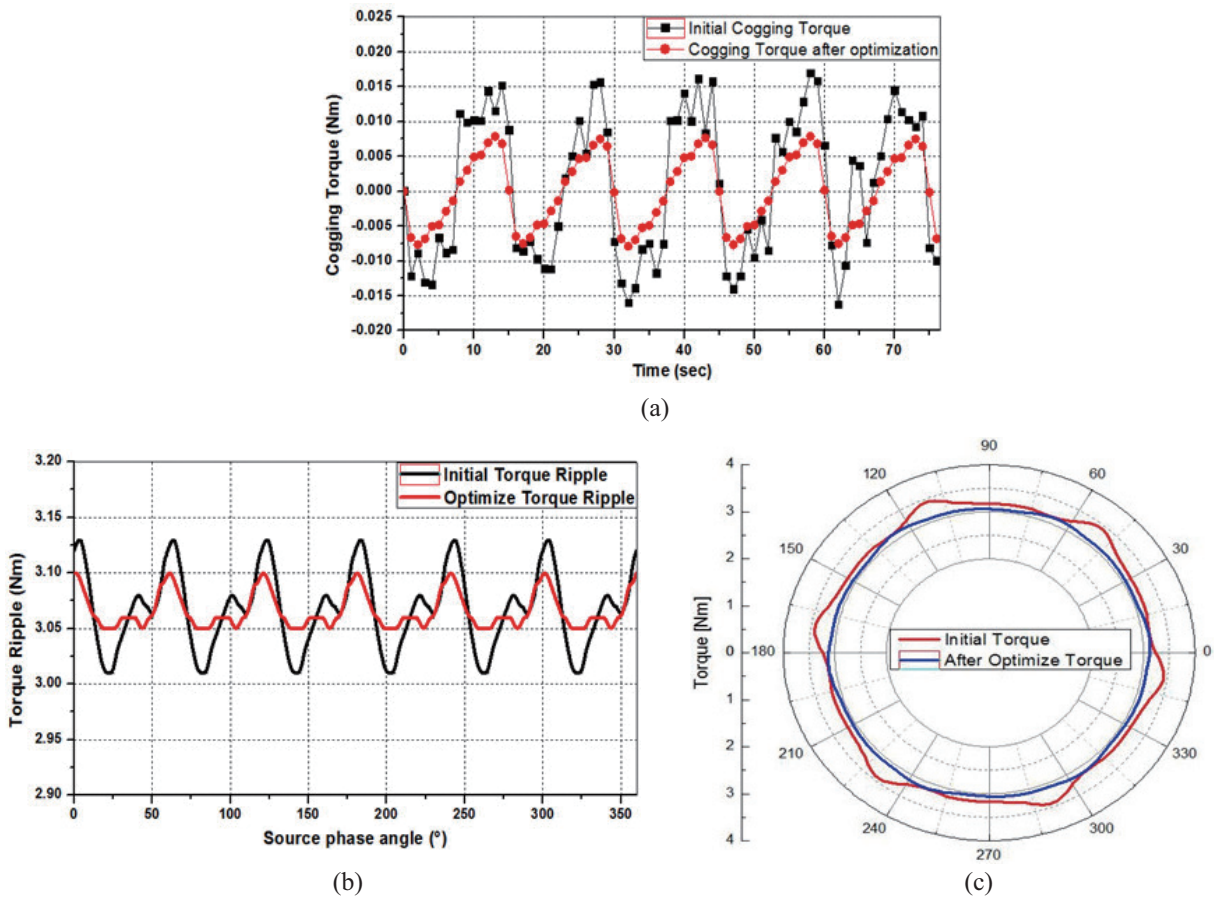 0.025
0.020
0.015
0.010
0.005
0.000
-0.005
-0.010
-0.015
-0.020
Cogging Torque (Nm)
Initial Cogging Torque
Cogging Torque after optimization
0 10 20 30 40 50 60 70
Time (sec)
(a)
3.20
3.15
3.10
3.05
3.00
2.95
2.90
Torque Ripple (Nm)
Initial Torque Ripple
Optimize Torque Ripple
0 50 100 150 200 250 300 350
Source phase angle (°)
(b)
4
3
2
1
0
1
2
3
4
Torque [Nm]
90
120 60
150 30
180 0
210 330
240 300
270
Initial Torque
After Optimize Torque
(c)